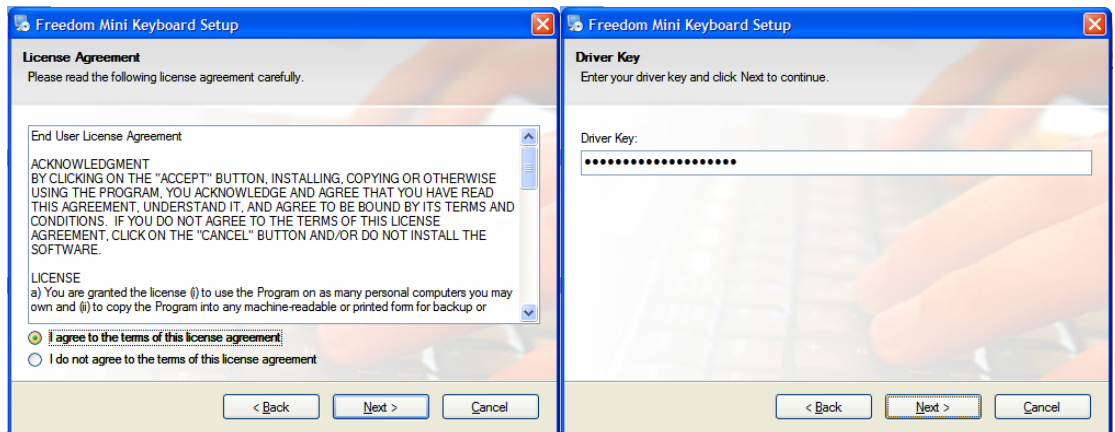 Freedom Mini Keyboard Setup
License Agreement
Please read the following license agreement carefully.
End User License Agreement
ACKNOWLEDGMENT
BY CLICKING ON THE "ACCEPT" BUTTON, INSTALLING, COPYING OR OTHERWISE
USING THE PROGRAM, YOU ACKNOWLEDGE AND AGREE THAT YOU HAVE READ
THIS AGREEMENT, UNDERSTAND IT, AND AGREE TO BE BOUND BY ITS TERMS AND
CONDITIONS.  IF YOU DO NOT AGREE TO THE TERMS OF THIS LICENSE
AGREEMENT, CLICK ON THE "CANCEL" BUTTON AND/OR DO NOT INSTALL THE
SOFTWARE.
LICENSE
a) You are granted the license (i) to use the Program on as many personal computers you may
own and (ii) to copy the Program into any machine-readable or printed form for backup or
I agree to the terms of this license agreement
I do not agree to the terms of this license agreement
< Back
Next >
Cancel
Freedom Mini Keyboard Setup
Driver Key
Enter your driver key and click Next to continue.
Driver Key:
••••••••••••••••••••
< Back
Next >
Cancel